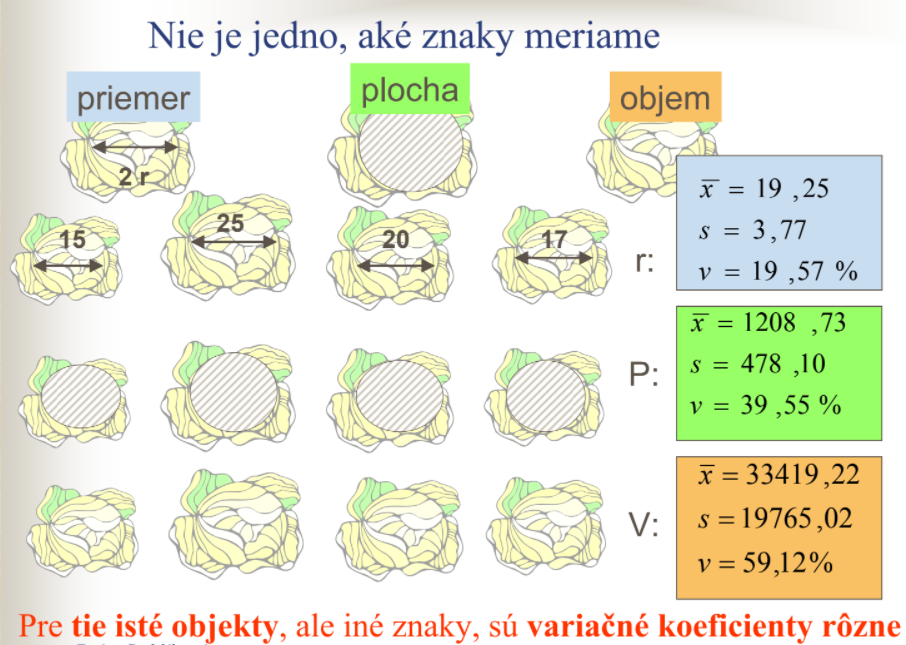 Nie je jedno, aké znaky meriame
priemer
plocha
objem
2 r
15
25
20
17
r:
x̅ = 19 ,25
s = 3 ,77
v = 19 ,57 %
P:
x̅ = 1208 ,73
s = 478 ,10
v = 39 ,55 %
V:
x̅ = 33419 ,22
s = 19765 ,02
v = 59,12%
Pre tie isté objekty, ale iné znaky, sú variačné koeficienty rôzne